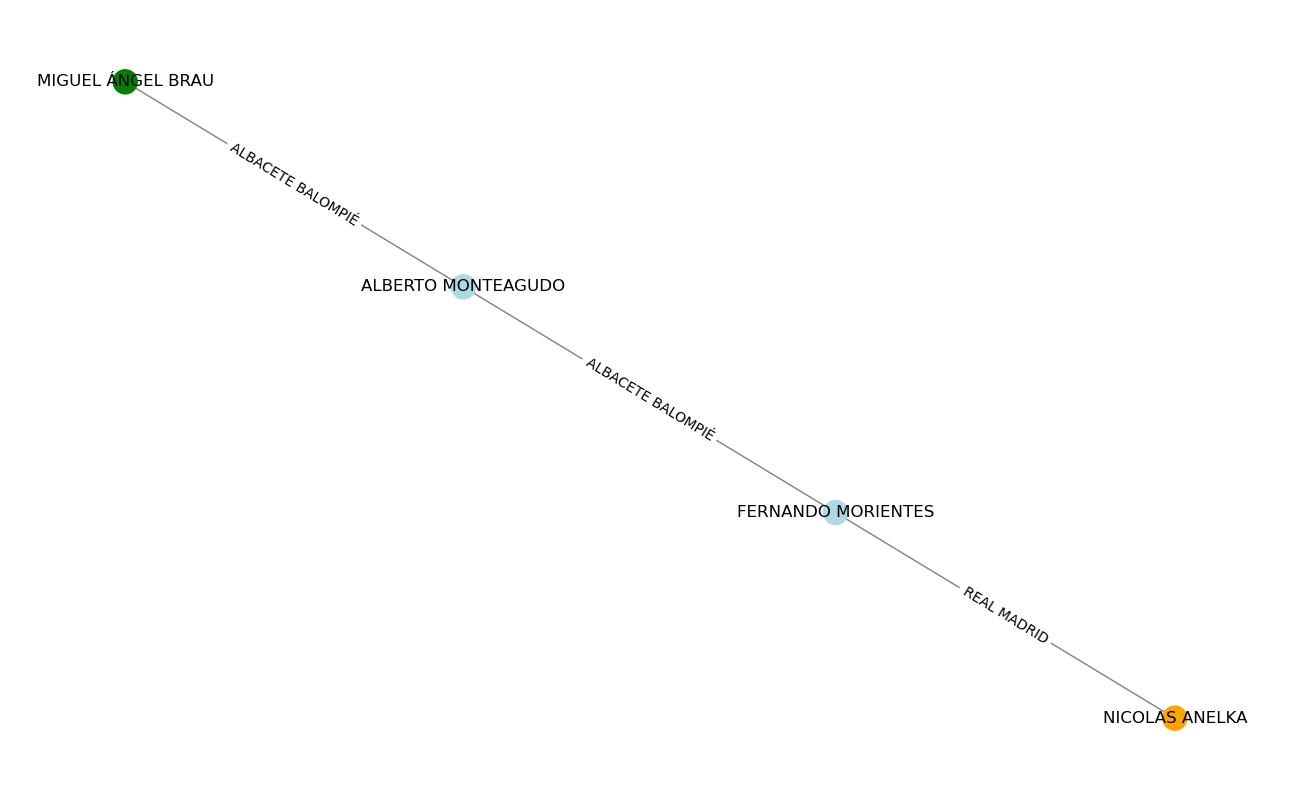 MIGUEL ÁNGEL BRAU
ALBACETE BALOMPIÉ
ALBERTO MONTEAGUDO
ALBACETE BALOMPIÉ
FERNANDO MORIENTES
REAL MADRID
NICOLAS ANELKA